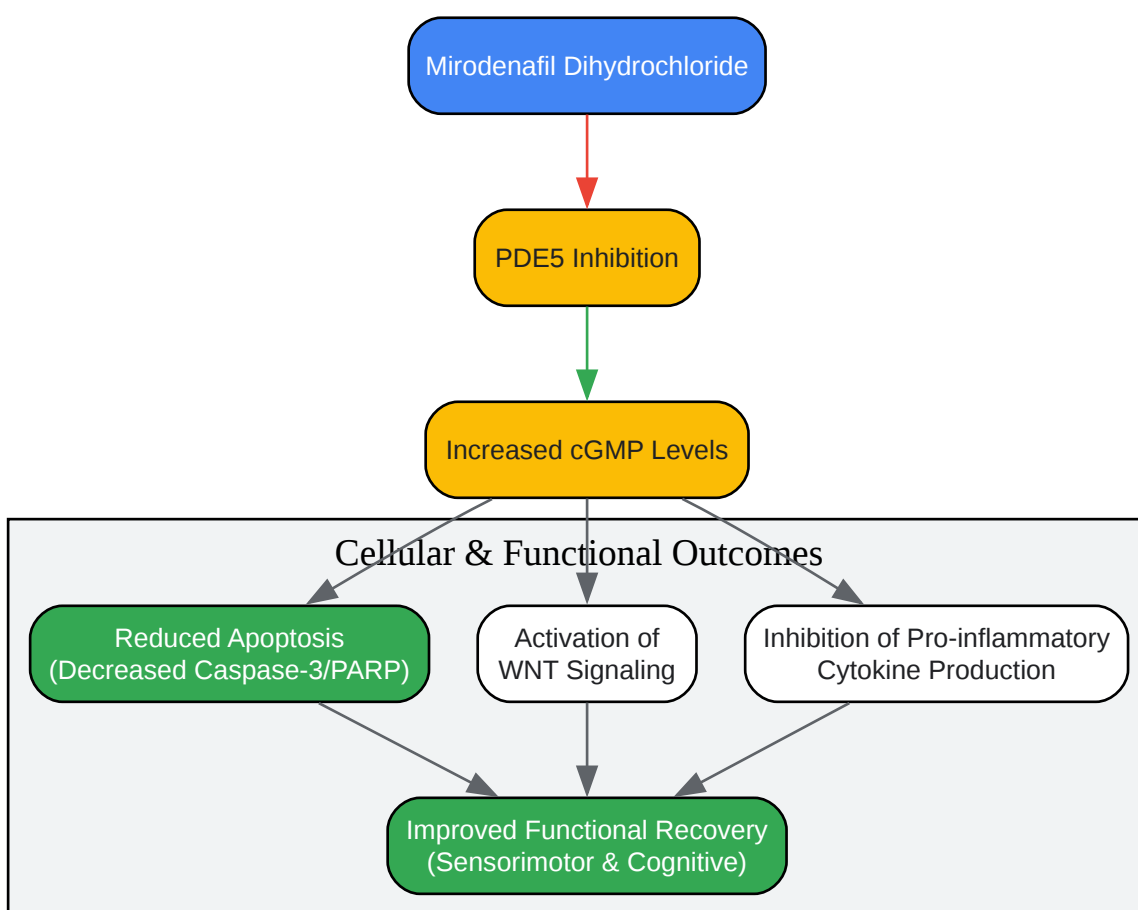 Mirodenafil Dihydrochloride
PDE5 Inhibition
Increased cGMP Levels
Cellular & Functional Outcomes
Reduced Apoptosis
(Decreased Caspase-3/PARP)
Activation of
WNT Signaling
Inhibition of Pro-inflammatory
Cytokine Production
Improved Functional Recovery
(Sensorimotor & Cognitive)